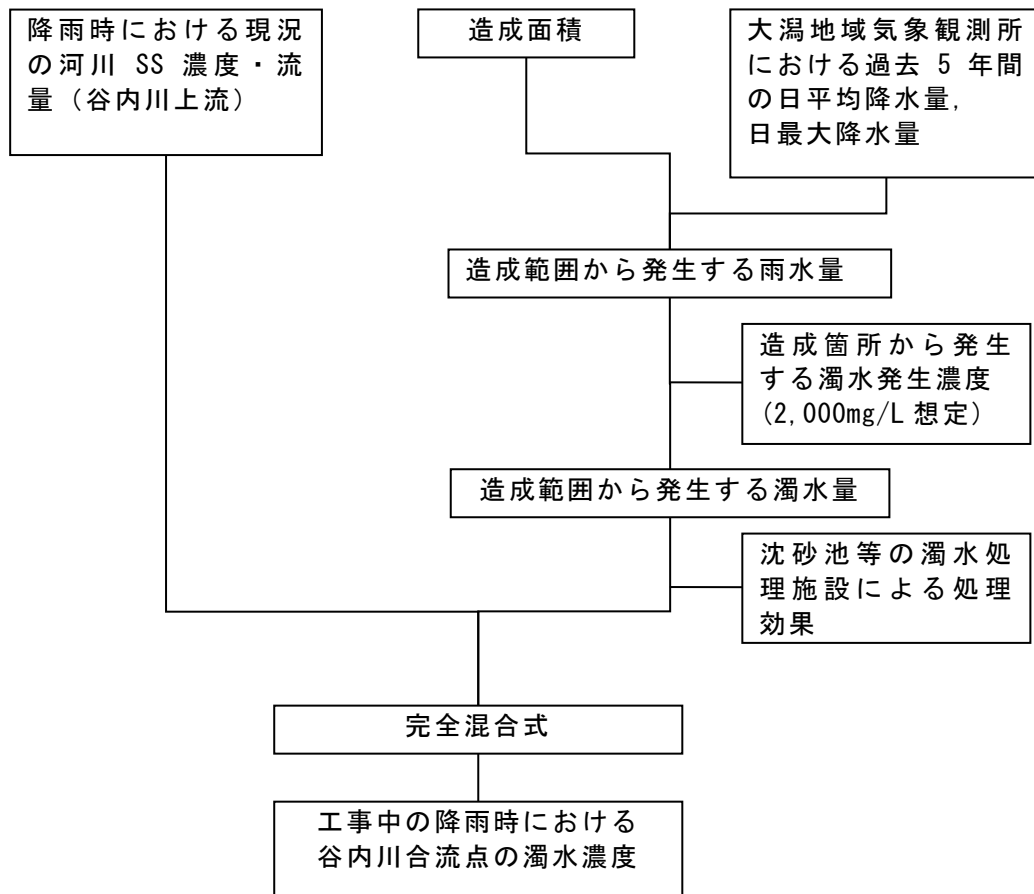 降雨時における現況
の河川 SS 濃度・流
量（谷内川上流）
造成面積
大潟地域気象観測所
における過去 5 年間
の日平均降水量,
日最大降水量
造成範囲から発生する雨水量
造成箇所から発生
する濁水発生濃度
(2,000mg/L 想定)
造成範囲から発生する濁水量
沈砂池等の濁水処
理施設による処理
効果
完全混合式
工事中の降雨時における
谷内川合流点の濁水濃度